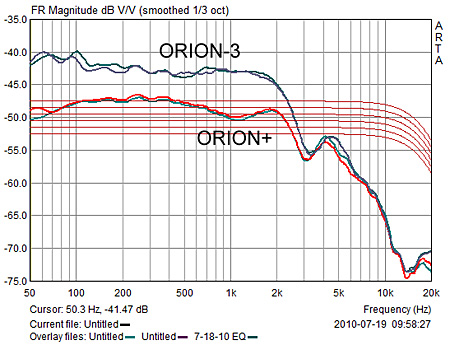 FR Magnitude dB V/V (smoothed 1/3 oct)
-35.0
ARTA
-40.0
ORION-3
-45.0
-50.0
ORION+
-55.0
-60.0
-65.0
-70.0
-75.0
50 100 200 500 1k 2k 5k 10k 20k
Cursor: 50.3 Hz, -41.47 dB Frequency (Hz)
Current file: Untitled 2010-07-19 09:58:27
Overlay files: Untitled Untitled 7-18-10 EQ